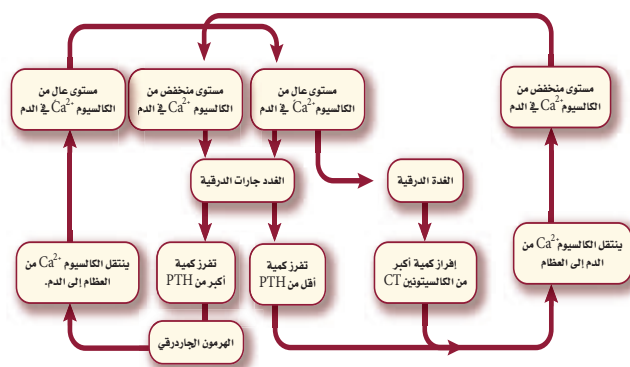 مستوى عال من
الكالسيوم Ca²⁺ في الدم
مستوى منخفض من
الكالسيوم Ca²⁺ في الدم
مستوى عال من
الكالسيوم Ca²⁺ في الدم
مستوى منخفض من
الكالسيوم Ca²⁺ في الدم
الغدد جارات الدرقية
الغدة الدرقية
ينتقل الكالسيوم Ca²⁺ من
العظام إلى الدم.
تفرز كمية
أكبر من PTH
تفرز كمية
أقل من PTH
إفراز كمية أكبر
من الكالسيتونين CT
ينتقل الكالسيوم Ca²⁺ من
الدم إلى العظام
الهرمون الجاردرقي